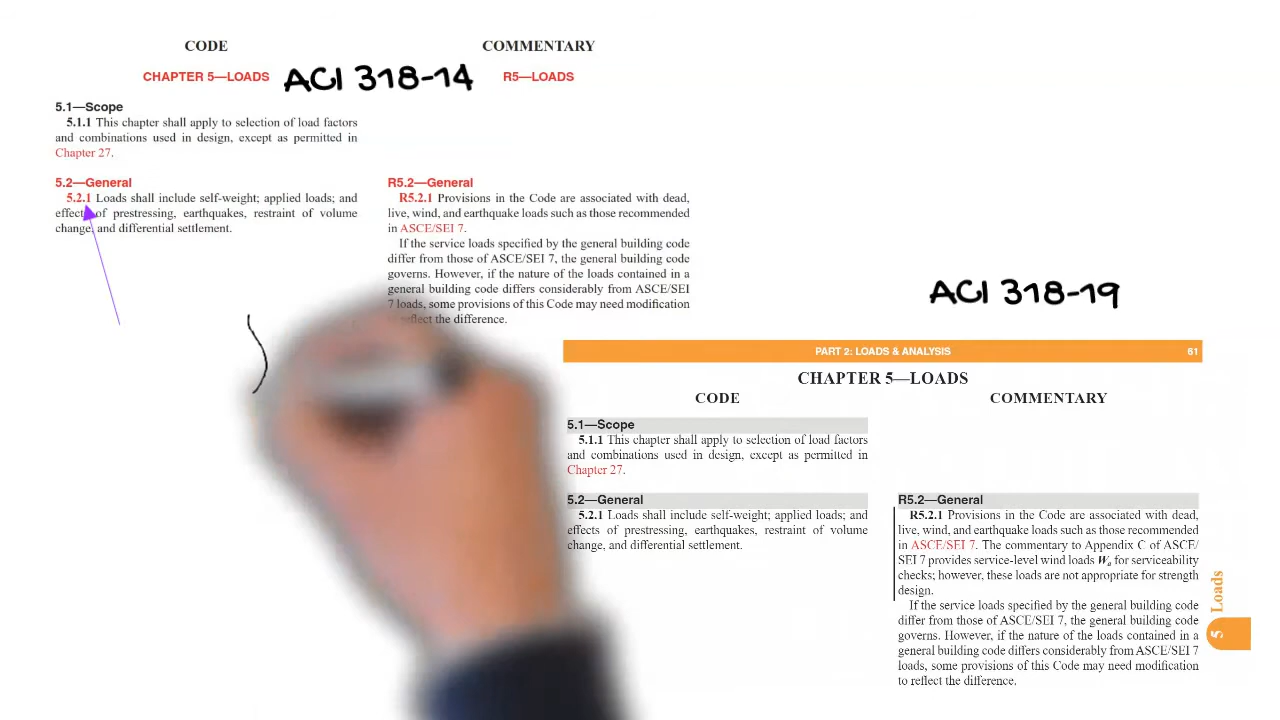 CODE
COMMENTARY
CHAPTER 5—LOADS
ACI 318-14
R5—LOADS
5.1—Scope
5.1.1 This chapter shall apply to selection of load factors
and combinations used in design, except as permitted in
Chapter 27.
5.2—General
5.2.1 Loads shall include self-weight; applied loads; and
effects of prestressing, earthquakes, restraint of volume
change, and differential settlement.
R5.2—General
R5.2.1 Provisions in the Code are associated with dead,
live, wind, and earthquake loads such as those recommended
in ASCE/SEI 7.
If the service loads specified by the general building code
differ from those of ASCE/SEI 7, the general building code
governs. However, if the nature of the loads contained in a
general building code differs considerably from ASCE/SEI
7 loads, some provisions of this Code may need modification
to reflect the difference.
ACI 318-19
PART 2: LOADS & ANALYSIS
61
CHAPTER 5—LOADS
CODE
COMMENTARY
5.1—Scope
5.1.1 This chapter shall apply to selection of load factors
and combinations used in design, except as permitted in
Chapter 27.
5.2—General
5.2.1 Loads shall include self-weight; applied loads; and
effects of prestressing, earthquakes, restraint of volume
change, and differential settlement.
R5.2—General
R5.2.1 Provisions in the Code are associated with dead,
live, wind, and earthquake loads such as those recommended
in ASCE/SEI 7. The commentary to Appendix C of ASCE/
SEI 7 provides service-level wind loads Wa for serviceability
checks; however, these loads are not appropriate for strength
design.
If the service loads specified by the general building code
differ from those of ASCE/SEI 7, the general building code
governs. However, if the nature of the loads contained in a
general building code differs considerably from ASCE/SEI 7
loads, some provisions of this Code may need modification
to reflect the difference.
5 Loads